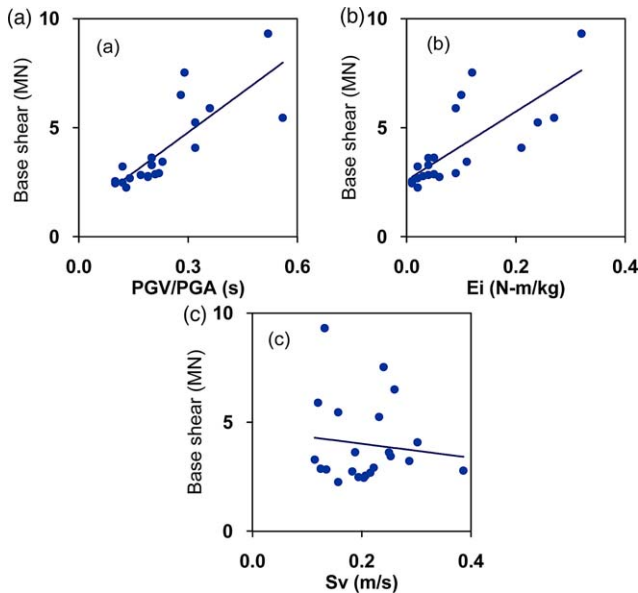 (a)
(a)
10
5
0
Base shear (MN)
0.0
0.3
0.6
PGV/PGA (s)
(b)
(b)
10
5
0
Base shear (MN)
0.0
0.2
0.4
Ei (N-m/kg)
(c)
(c)
10
5
0
Base shear (MN)
0.0
0.2
0.4
Sv (m/s)